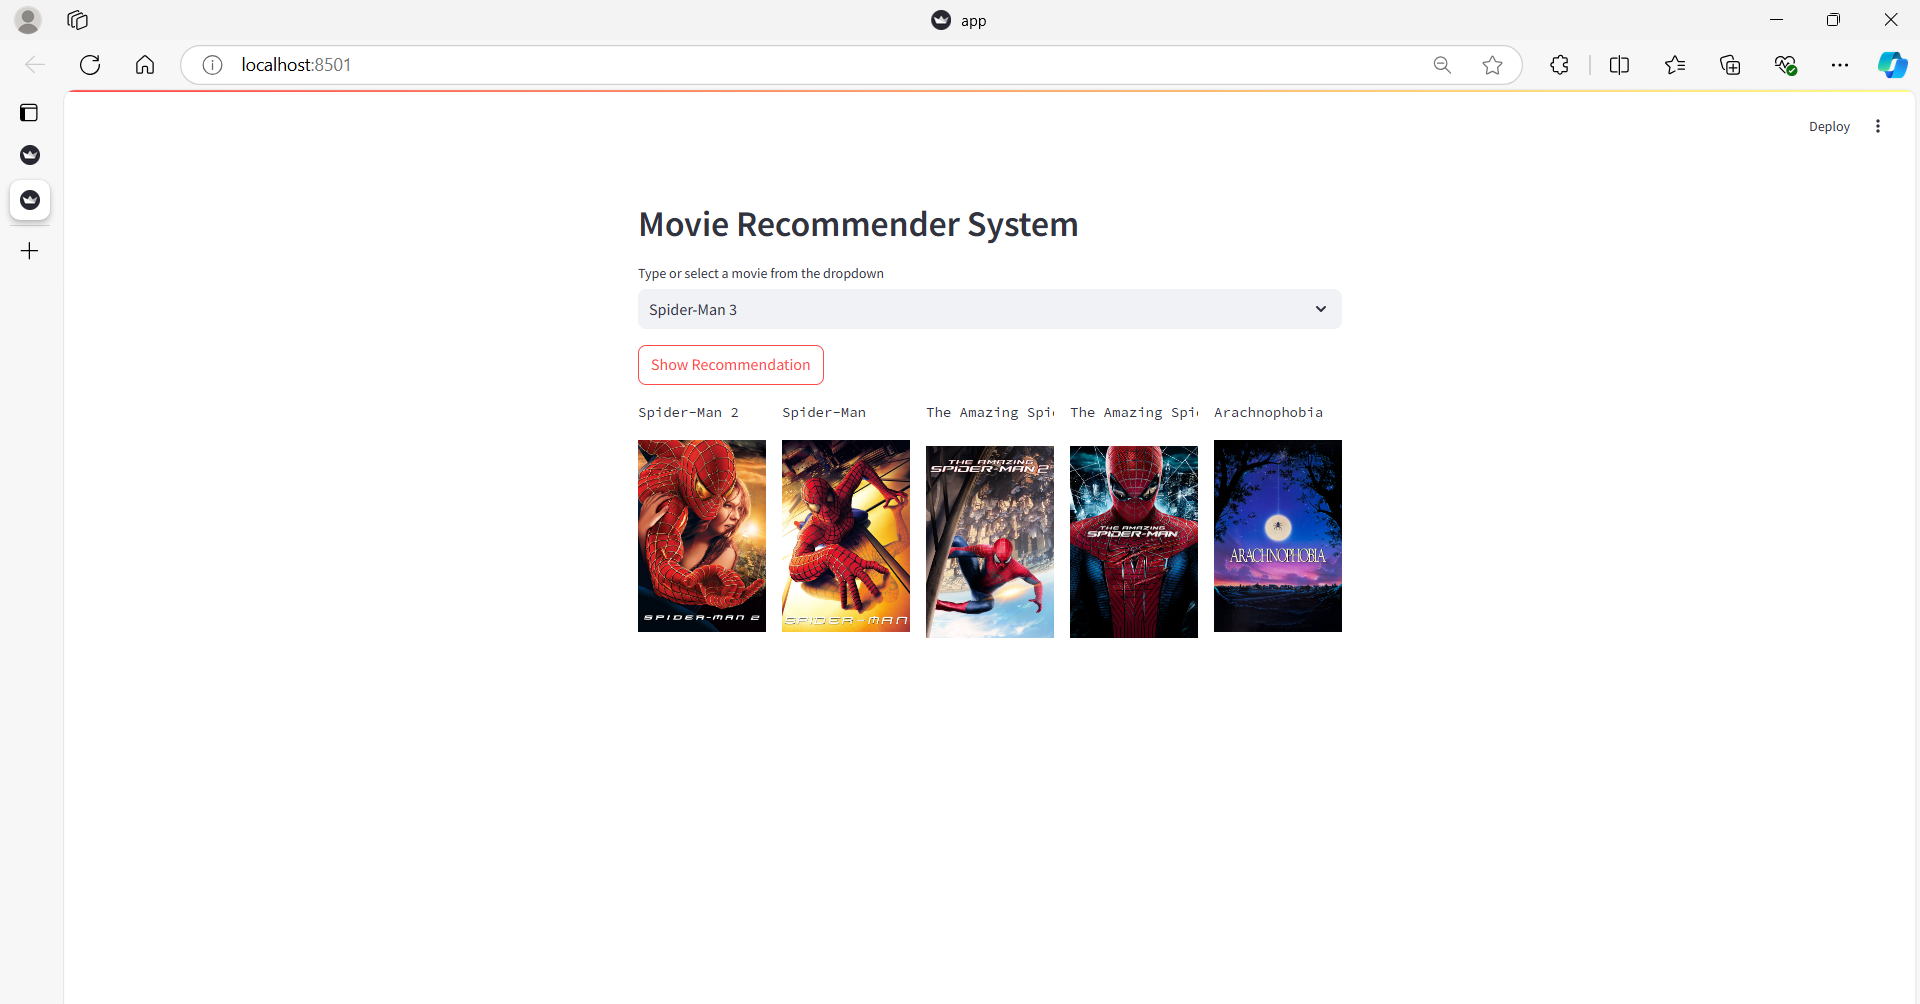 app
localhost:8501
Deploy
Movie Recommender System
Type or select a movie from the dropdown
Spider-Man 3
Show Recommendation
Spider-Man 2
Spider-Man
The Amazing Spi
The Amazing Spi
Arachnophobia
SPIDER-MAN 2
SPIDER-MAN
THE AMAZING
SPIDER-MAN 2
THE AMAZING
SPIDER-MAN
ARACHNOPHOBIA